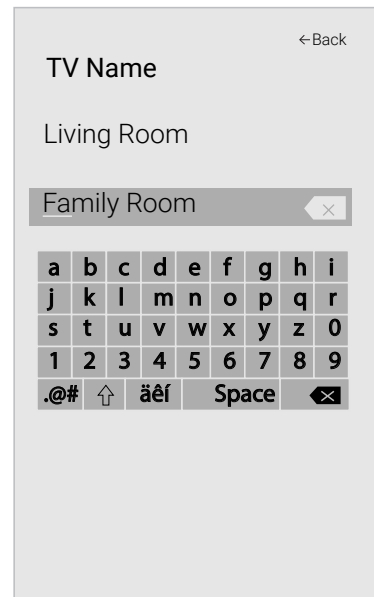 ←Back
TV Name
Living Room
Family Room
a b c d e f g h i
j k l m n o p q r
s t u v w x y z 0
1 2 3 4 5 6 7 8 9
.@# äêí Space